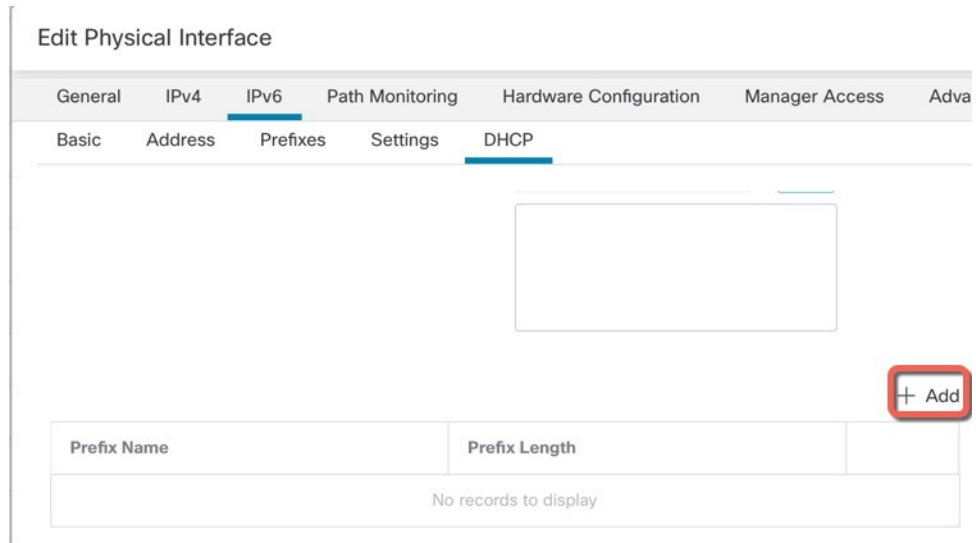 Edit Physical Interface
General IPv4 IPv6 Path Monitoring Hardware Configuration Manager Access Adva
Basic Address Prefixes Settings DHCP
+ Add
Prefix Name Prefix Length
No records to display